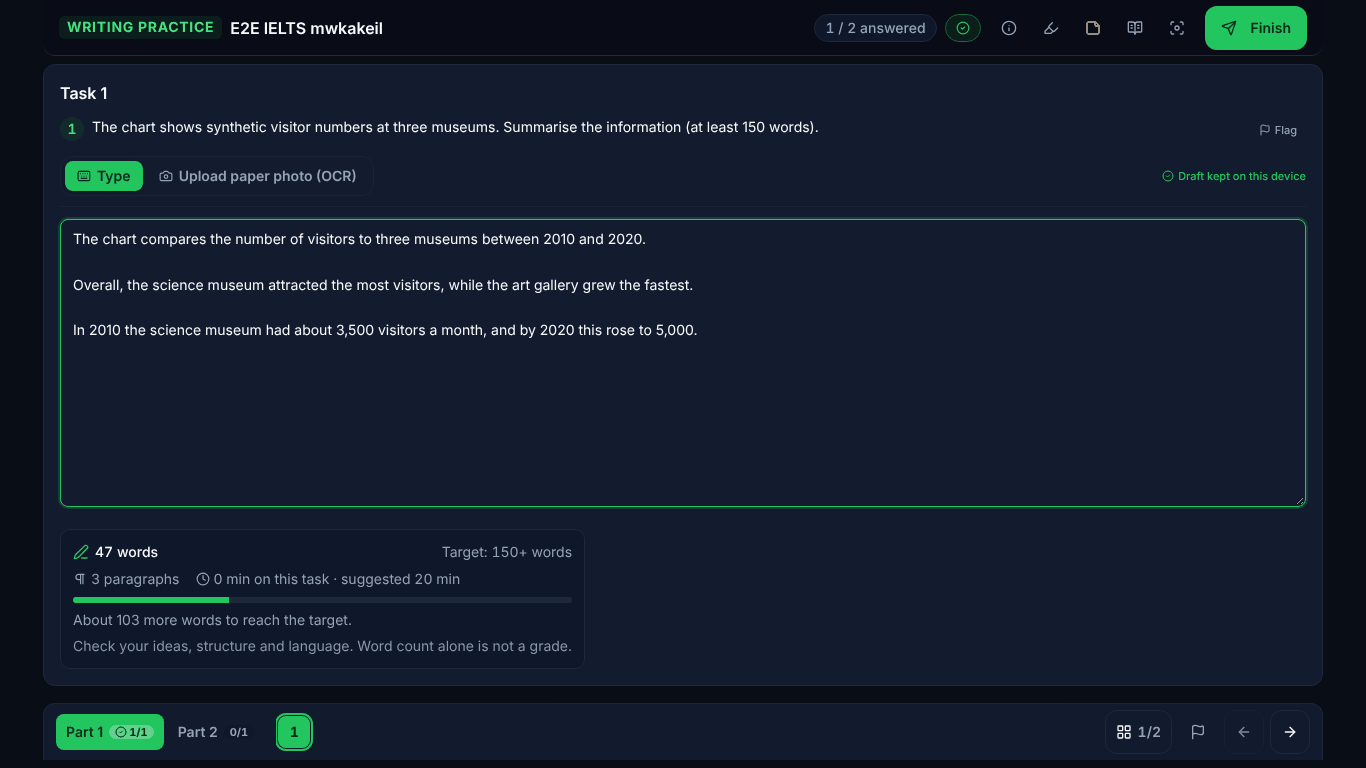 WRITING PRACTICE E2E IELTS mwkakeil 1 / 2 answered Finish
Task 1
1 The chart shows synthetic visitor numbers at three museums. Summarise the information (at least 150 words). Flag
Type Upload paper photo (OCR) Draft kept on this device
The chart compares the number of visitors to three museums between 2010 and 2020.
Overall, the science museum attracted the most visitors, while the art gallery grew the fastest.
In 2010 the science museum had about 3,500 visitors a month, and by 2020 this rose to 5,000.
47 words Target: 150+ words
3 paragraphs 0 min on this task · suggested 20 min
About 103 more words to reach the target.
Check your ideas, structure and language. Word count alone is not a grade.
Part 1 1/1 Part 2 0/1 1 1/2